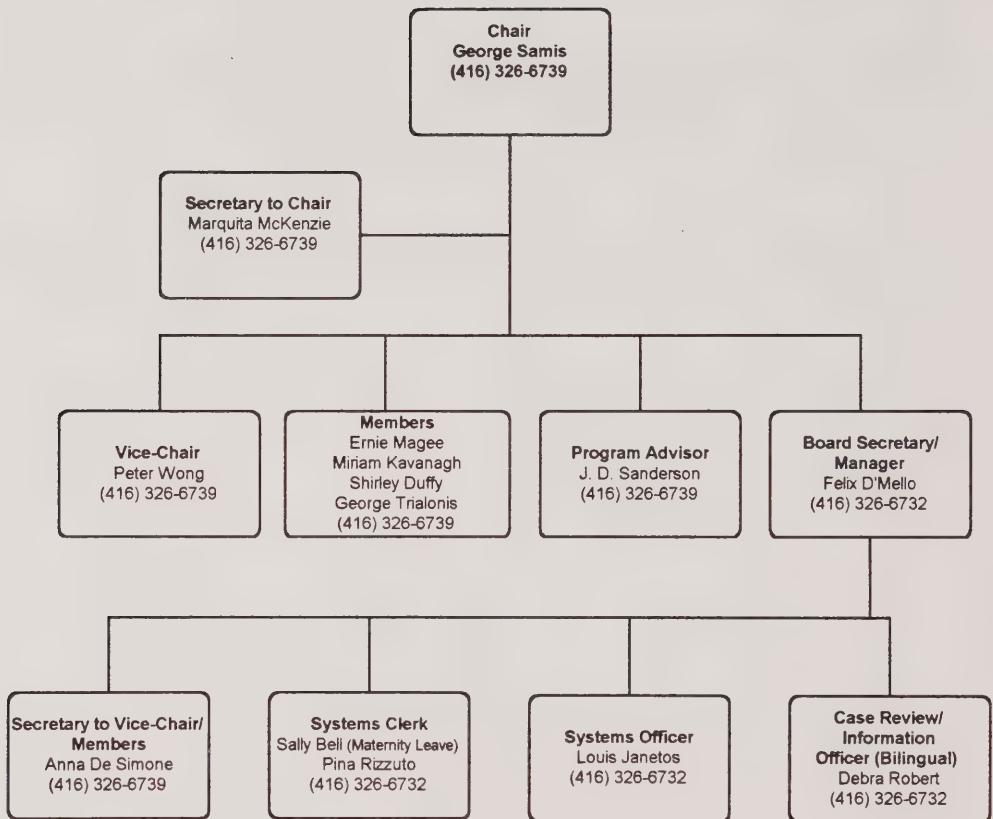 Chair
George Samis
(416) 326-6739
Secretary to Chair
Marquita McKenzie
(416) 326-6739
Vice-Chair
Peter Wong
(416) 326-6739
Members
Ernie Magee
Miriam Kavanagh
Shirley Duffy
George Trialonis
(416) 326-6739
Program Advisor
J. D. Sanderson
(416) 326-6739
Board Secretary/
Manager
Felix D'Mello
(416) 326-6732
Secretary to Vice-Chair/
Members
Anna De Simone
(416) 326-6739
Systems Clerk
Sally Bell (Maternity Leave)
Pina Rizzuto
(416) 326-6732
Systems Officer
Louis Janetos
(416) 326-6732
Case Review/
Information
Officer (Bilingual)
Debra Robert
(416) 326-6732